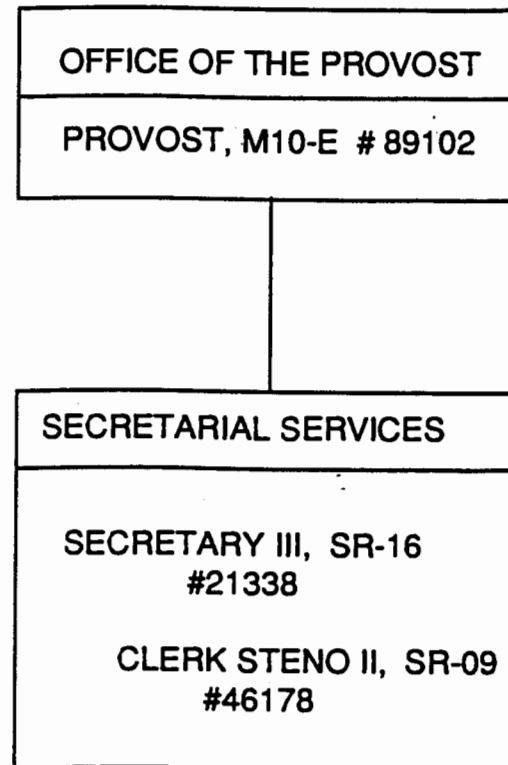 OFFICE OF THE PROVOST
PROVOST, M10-E # 89102
SECRETARIAL SERVICES
SECRETARY III, SR-16
#21338
CLERK STENO II, SR-09
#46178